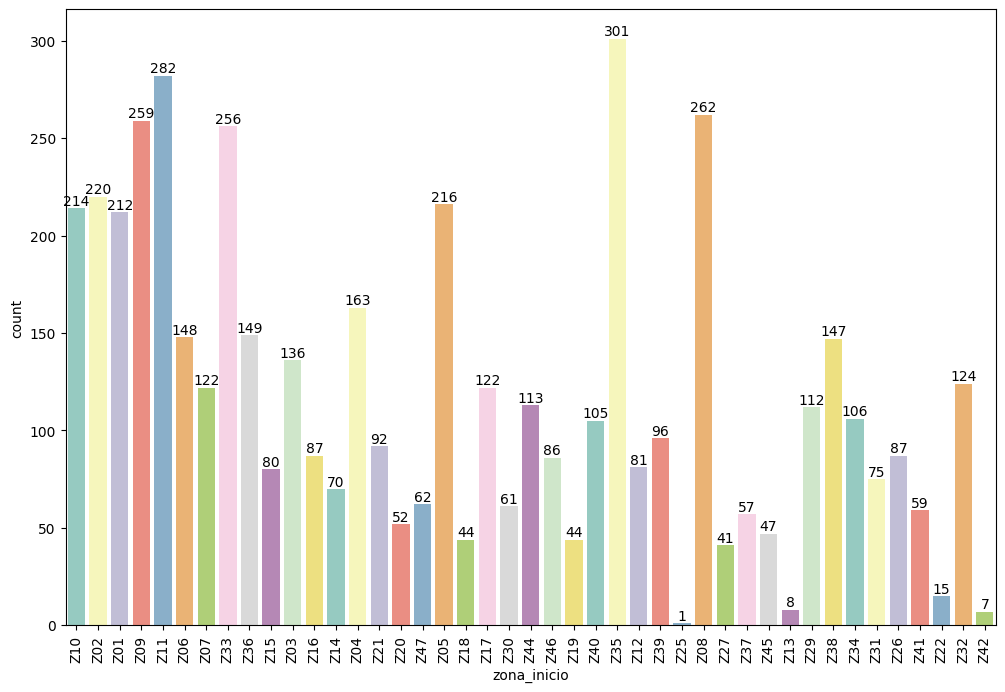 300
250
200
150
100
50
0
count
214
220
212
259
282
148
122
256
149
80
136
87
70
163
92
52
62
216
44
122
61
113
86
44
105
301
81
96
1
262
41
57
47
8
112
147
106
75
87
59
15
124
7
Z10
Z02
Z01
Z09
Z11
Z06
Z07
Z33
Z36
Z15
Z03
Z16
Z14
Z04
Z21
Z20
Z47
Z05
Z18
Z17
Z30
Z44
Z46
Z19
Z40
Z35
Z12
Z39
Z25
Z08
Z27
Z37
Z45
Z13
Z29
Z38
Z34
Z31
Z26
Z41
Z22
Z32
Z42
zona_inicio